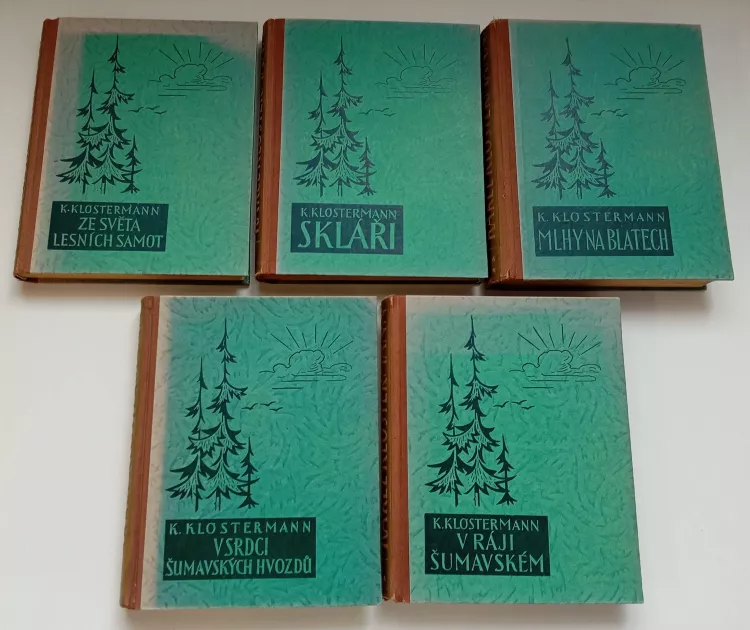 K. KLOSTERMANN
ZE SVĚTA
LESNÍCH SAMOT
K. KLOSTERMANN
SKLÁŘI
K. KLOSTERMANN
MLHY NA BLATECH
K. KLOSTERMANN
V SRDCI
ŠUMAVSKÝCH HVOZDŮ
K. KLOSTERMANN
V RÁJI
ŠUMAVSKÉM